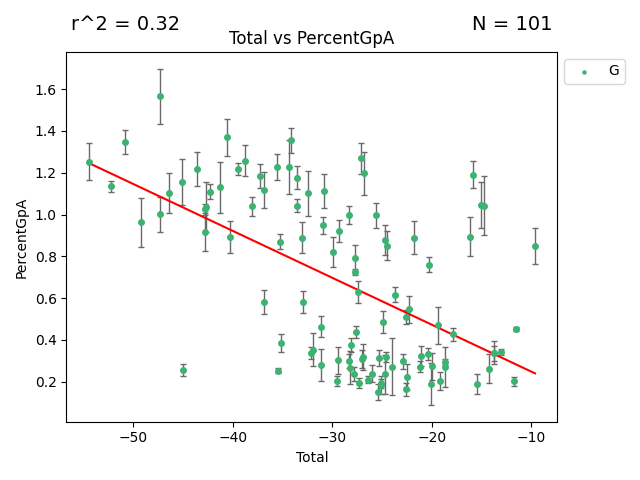 r^2 = 0.32
N = 101
Total vs PercentGpA
G
PercentGpA
1.6
1.4
1.2
1.0
0.8
0.6
0.4
0.2
−50 −40 −30 −20 −10
Total